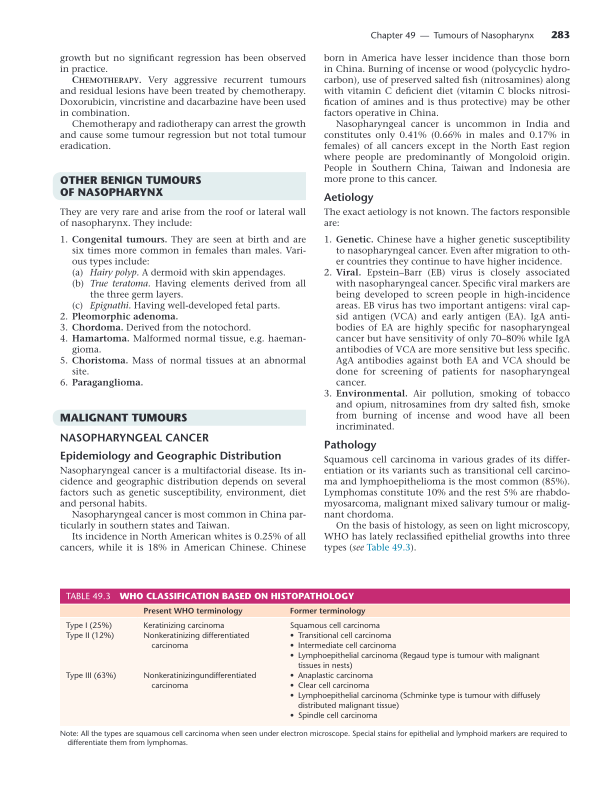 Chapter 49 — Tumours of Nasopharynx 283
growth but no significant regression has been observed
in practice.
CHEMOTHERAPY. Very aggressive recurrent tumours
and residual lesions have been treated by chemotherapy.
Doxorubicin, vincristine and dacarbazine have been used
in combination.
Chemotherapy and radiotherapy can arrest the growth
and cause some tumour regression but not total tumour
eradication.
OTHER BENIGN TUMOURS
OF NASOPHARYNX
They are very rare and arise from the roof or lateral wall
of nasopharynx. They include:
1. Congenital tumours. They are seen at birth and are
six times more common in females than males. Vari-
ous types include:
(a) Hairy polyp. A dermoid with skin appendages.
(b) True teratoma. Having elements derived from all
the three germ layers.
(c) Epignathi. Having well-developed fetal parts.
2. Pleomorphic adenoma.
3. Chordoma. Derived from the notochord.
4. Hamartoma. Malformed normal tissue, e.g. haeman-
gioma.
5. Choristoma. Mass of normal tissues at an abnormal
site.
6. Paraganglioma.
MALIGNANT TUMOURS
NASOPHARYNGEAL CANCER
Epidemiology and Geographic Distribution
Nasopharyngeal cancer is a multifactorial disease. Its in-
cidence and geographic distribution depends on several
factors such as genetic susceptibility, environment, diet
and personal habits.
Nasopharyngeal cancer is most common in China par-
ticularly in southern states and Taiwan.
Its incidence in North American whites is 0.25% of all
cancers, while it is 18% in American Chinese. Chinese
born in America have lesser incidence than those born
in China. Burning of incense or wood (polycyclic hydro-
carbon), use of preserved salted fish (nitrosamines) along
with vitamin C deficient diet (vitamin C blocks nitrosi-
fication of amines and is thus protective) may be other
factors operative in China.
Nasopharyngeal cancer is uncommon in India and
constitutes only 0.41% (0.66% in males and 0.17% in
females) of all cancers except in the North East region
where people are predominantly of Mongoloid origin.
People in Southern China, Taiwan and Indonesia are
more prone to this cancer.
Aetiology
The exact aetiology is not known. The factors responsible
are:
1. Genetic. Chinese have a higher genetic susceptibility
to nasopharyngeal cancer. Even after migration to oth-
er countries they continue to have higher incidence.
2. Viral. Epstein–Barr (EB) virus is closely associated
with nasopharyngeal cancer. Specific viral markers are
being developed to screen people in high-incidence
areas. EB virus has two important antigens: viral cap-
sid antigen (VCA) and early antigen (EA). IgA anti-
bodies of EA are highly specific for nasopharyngeal
cancer but have sensitivity of only 70–80% while IgA
antibodies of VCA are more sensitive but less specific.
AgA antibodies against both EA and VCA should be
done for screening of patients for nasopharyngeal
cancer.
3. Environmental. Air pollution, smoking of tobacco
and opium, nitrosamines from dry salted fish, smoke
from burning of incense and wood have all been
incriminated.
Pathology
Squamous cell carcinoma in various grades of its differ-
entiation or its variants such as transitional cell carcino-
ma and lymphoepithelioma is the most common (85%).
Lymphomas constitute 10% and the rest 5% are rhabdo-
myosarcoma, malignant mixed salivary tumour or malig-
nant chordoma.
On the basis of histology, as seen on light microscopy,
WHO has lately reclassified epithelial growths into three
types (see Table 49.3).
TABLE 49.3 WHO CLASSIFICATION BASED ON HISTOPATHOLOGY
Present WHO terminology Former terminology
Type I (25%) Keratinizing carcinoma Squamous cell carcinoma
Type II (12%) Nonkeratinizing differentiated • Transitional cell carcinoma
carcinoma • Intermediate cell carcinoma
• Lymphoepithelial carcinoma (Regaud type is tumour with malignant
tissues in nests)
Type III (63%) Nonkeratinizingundifferentiated • Anaplastic carcinoma
carcinoma • Clear cell carcinoma
• Lymphoepithelial carcinoma (Schminke type is tumour with diffusely
distributed malignant tissue)
• Spindle cell carcinoma
Note: All the types are squamous cell carcinoma when seen under electron microscope. Special stains for epithelial and lymphoid markers are required to
differentiate them from lymphomas.